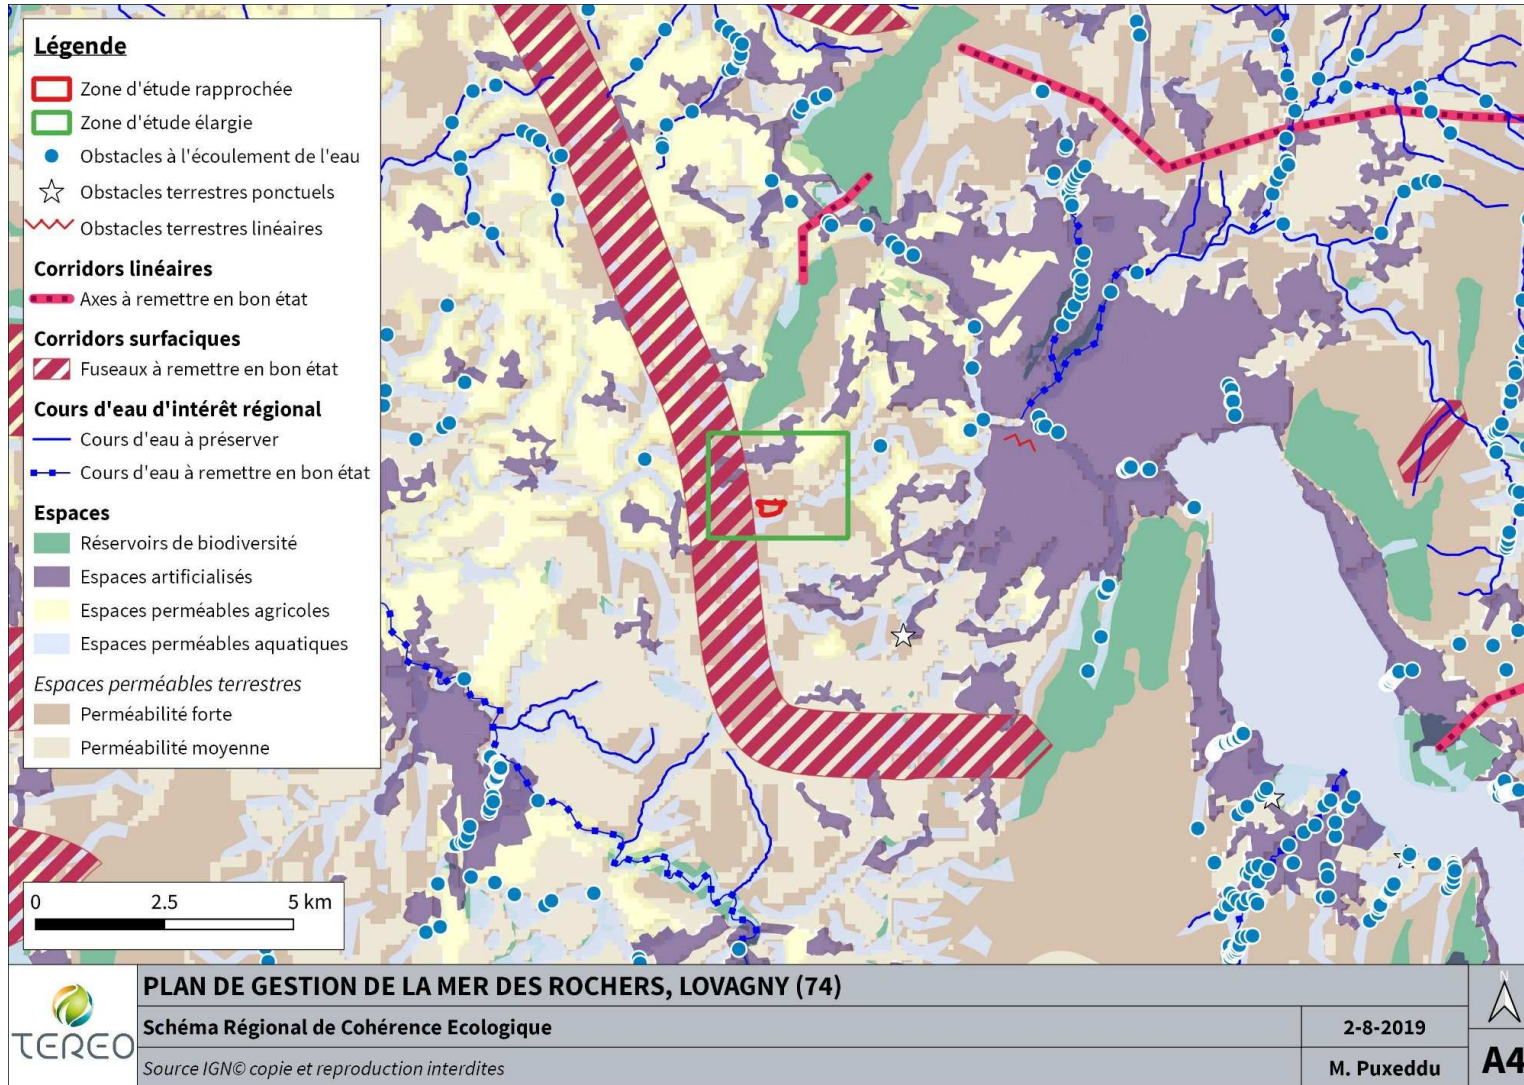 Légende
Zone d'étude rapprochée
Zone d'étude élargie
Obstacles à l'écoulement de l'eau
Obstacles terrestres ponctuels
Obstacles terrestres linéaires
Corridors linéaires
Axes à remettre en bon état
Corridors surfaciques
Fuseaux à remettre en bon état
Cours d'eau d'intérêt régional
Cours d'eau à préserver
Cours d'eau à remettre en bon état
Espaces
Réservoirs de biodiversité
Espaces artificialisés
Espaces perméables agricoles
Espaces perméables aquatiques
Espaces perméables terrestres
Perméabilité forte
Perméabilité moyenne
0 2.5 5 km
TEREO
PLAN DE GESTION DE LA MER DES ROCHERS, LOVAGNY (74)
Schéma Régional de Cohérence Ecologique
2-8-2019
Source IGN© copie et reproduction interdites
M. Puxeddu
N
A4